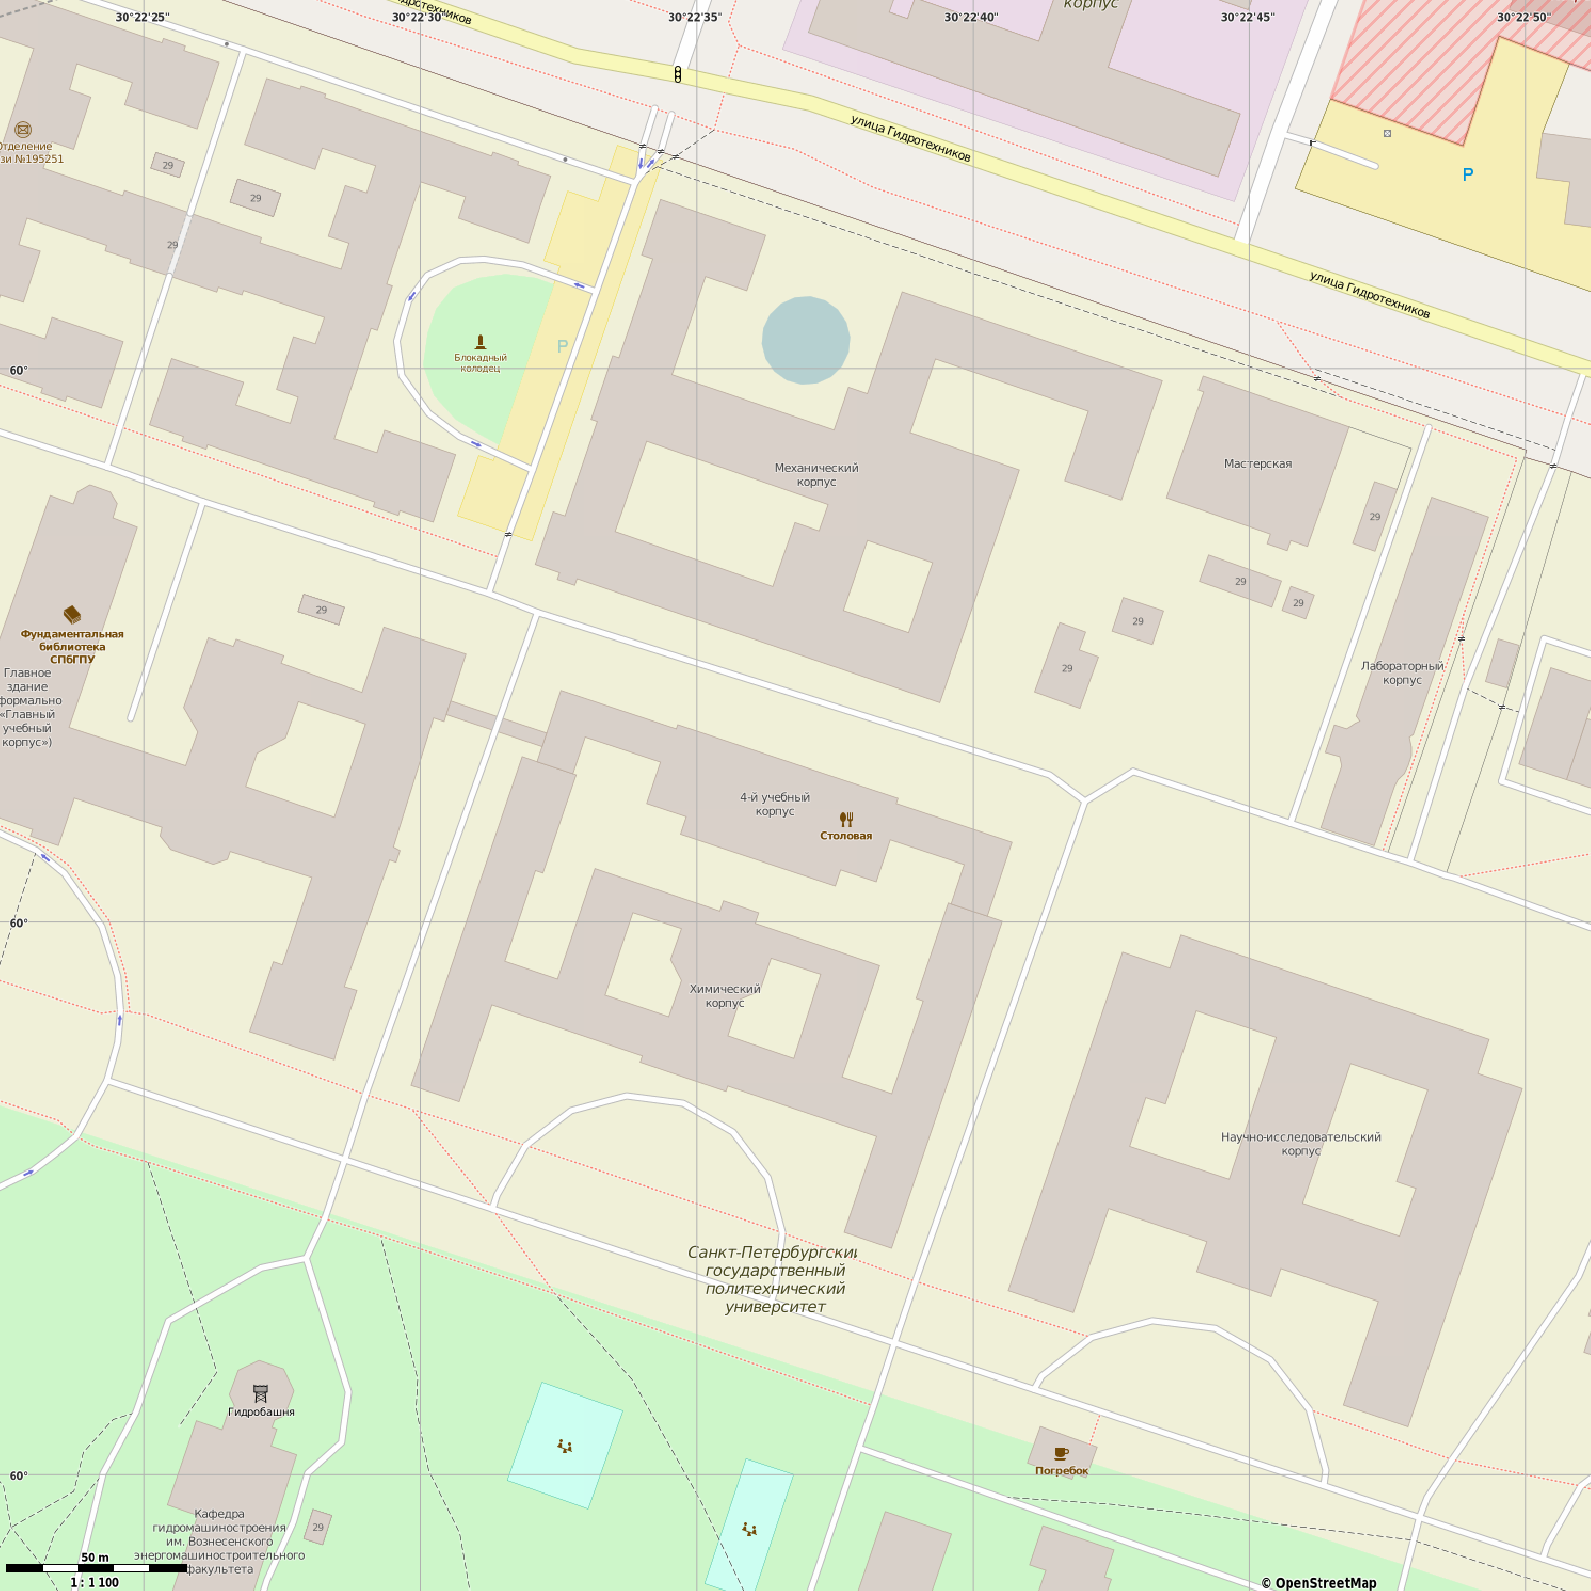 корпус
30°22'25"
30°22'30"
30°22'35"
30°22'40"
30°22'45"
30°22'50"
улица Гидротехников
улица Гидротехников
Отделение
зи №195251
29
29
29
P
P
Блокадный
колодец
60°
Механический
корпус
Мастерская
29
29
29
29
29
29
Фундаментальная
библиотека
СПбГПУ
Главное
здание
формально
«Главный
учебный
корпус»)
Лабораторный
корпус
4-й учебный
корпус
Столовая
60°
Химический
корпус
Научно-исследовательский
корпус
Санкт-Петербургский
государственный
политехнический
университет
Гидробашня
60°
Погребок
Кафедра
гидромашиностроения
им. Вознесенского
энергомашиностроительного
факультета
29
50 m
1 : 1 100
© OpenStreetMap